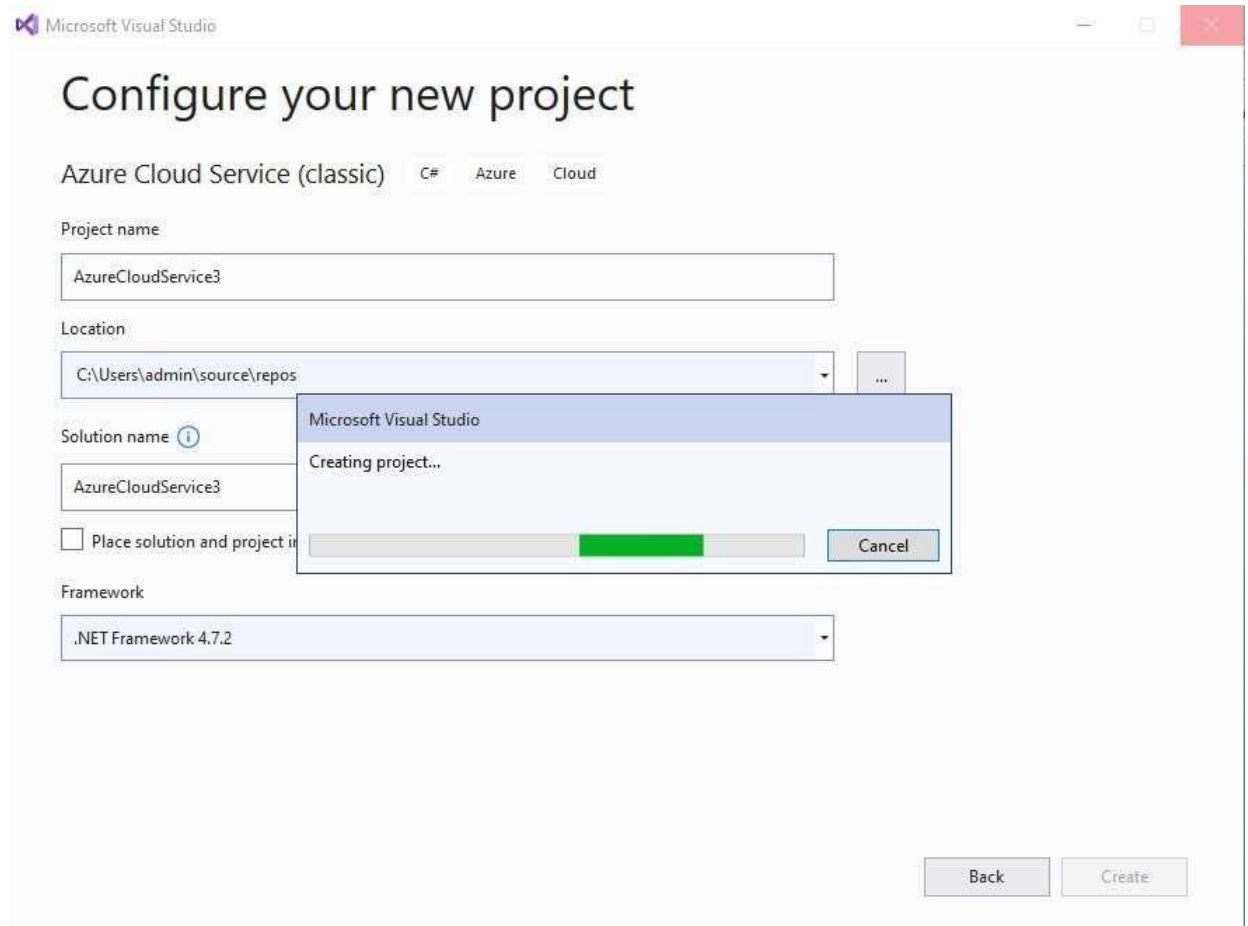 Microsoft Visual Studio
Configure your new project
Azure Cloud Service (classic) C# Azure Cloud
Project name
AzureCloudService3
Location
C:\Users\admin\source\repos
...
Microsoft Visual Studio
Solution name
Creating project...
AzureCloudService3
Place solution and project
Cancel
Framework
.NET Framework 4.7.2
Back Create